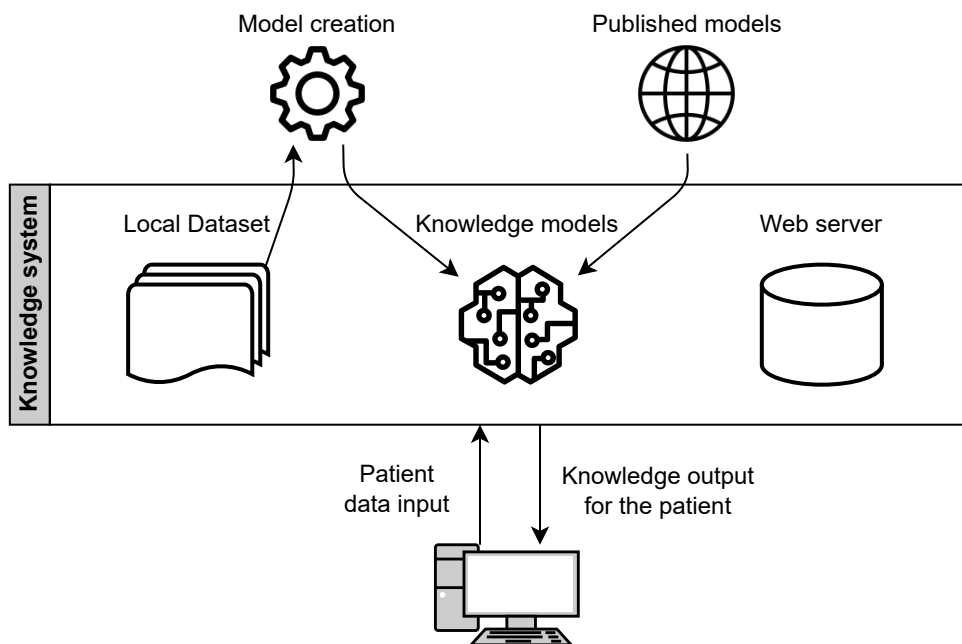 Model creation
Published models
Knowledge system
Local Dataset
Knowledge models
Web server
Patient
data input
Knowledge output
for the patient